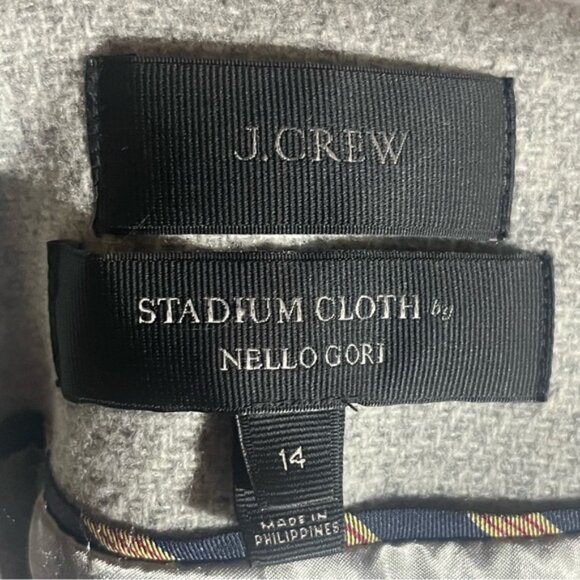 J.CREW
STADIUM CLOTH by
NELLO GORI
14
MADE IN
PHILIPPINES